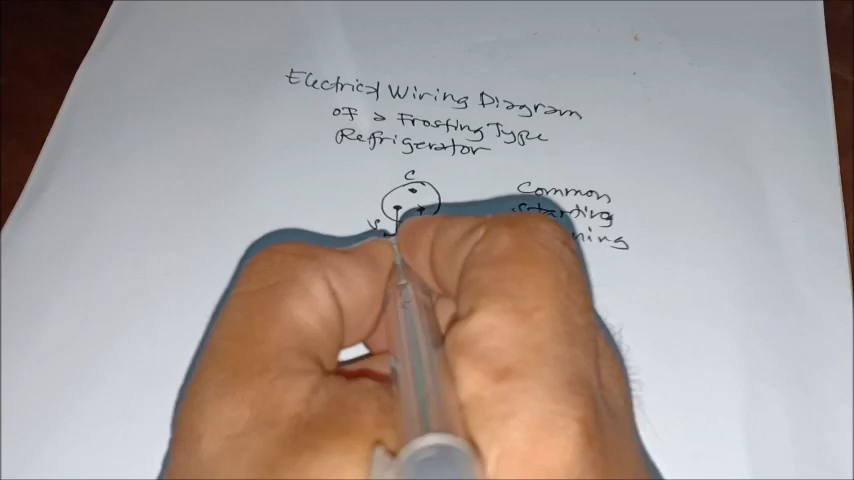 Electrical Wiring Diagram
of a Frosting Type
Refrigerator
C
Common
S
Starting